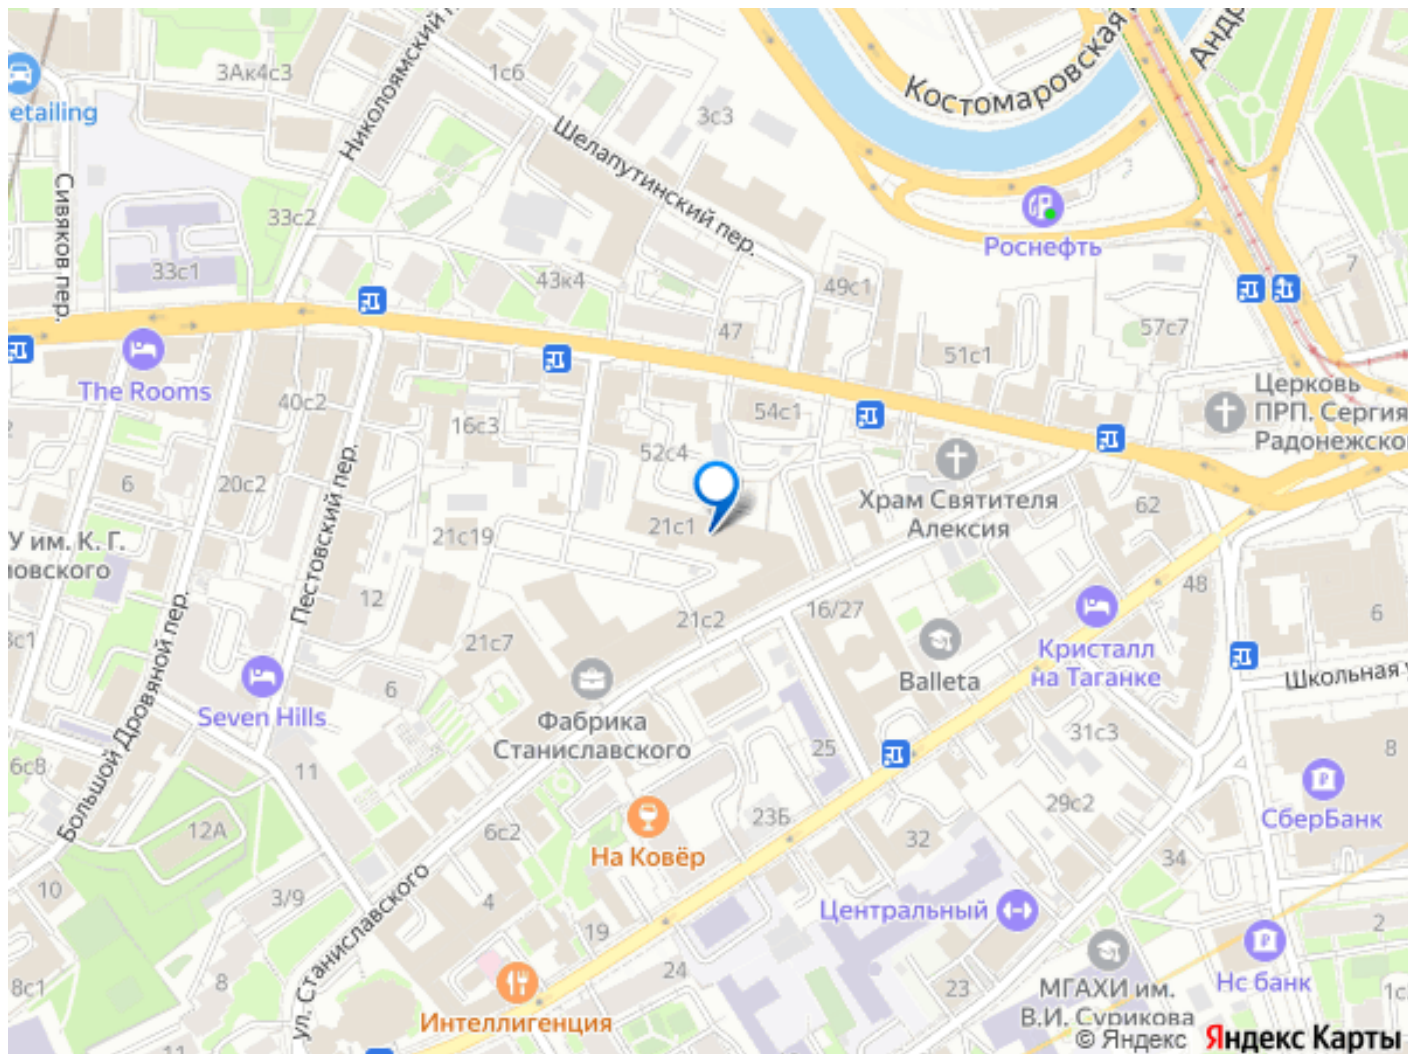 Костомаровская
Андр
3Ак4с3
1с6
etailing
3с3
Николоямский
Шелапутинский пер.
Сивяков пер.
33с2
Роснефть
33с1
43к4
49с1
7
47
57с7
51с1
The Rooms
40с2
54с1
Церковь
ПРП. Сергия
Радонежско
16с3
52с4
6
20с2
Храм Святителя
Алексия
62
21с1
21с19
У им. К. Г.
ловского
Пестовский пер.
12
48
16/27
6
3с1
21с2
21с7
Кристалл
на Таганке
Школьная у
Balleta
6
Seven Hills
Фабрика
Станиславского
31с3
25
8
6с8
11
Большой Дровяной пер.
29с2
23Б
СберБанк
12А
6с2
32
На Ковёр
34
10
3/9
4
Центральный
2
ул. Станиславского
19
24
8
8с1
23
МГАХИ им.
В.И. Сурикова
Нс банк
1с
Интеллигенция
11
© Яндекс Яндекс Карты